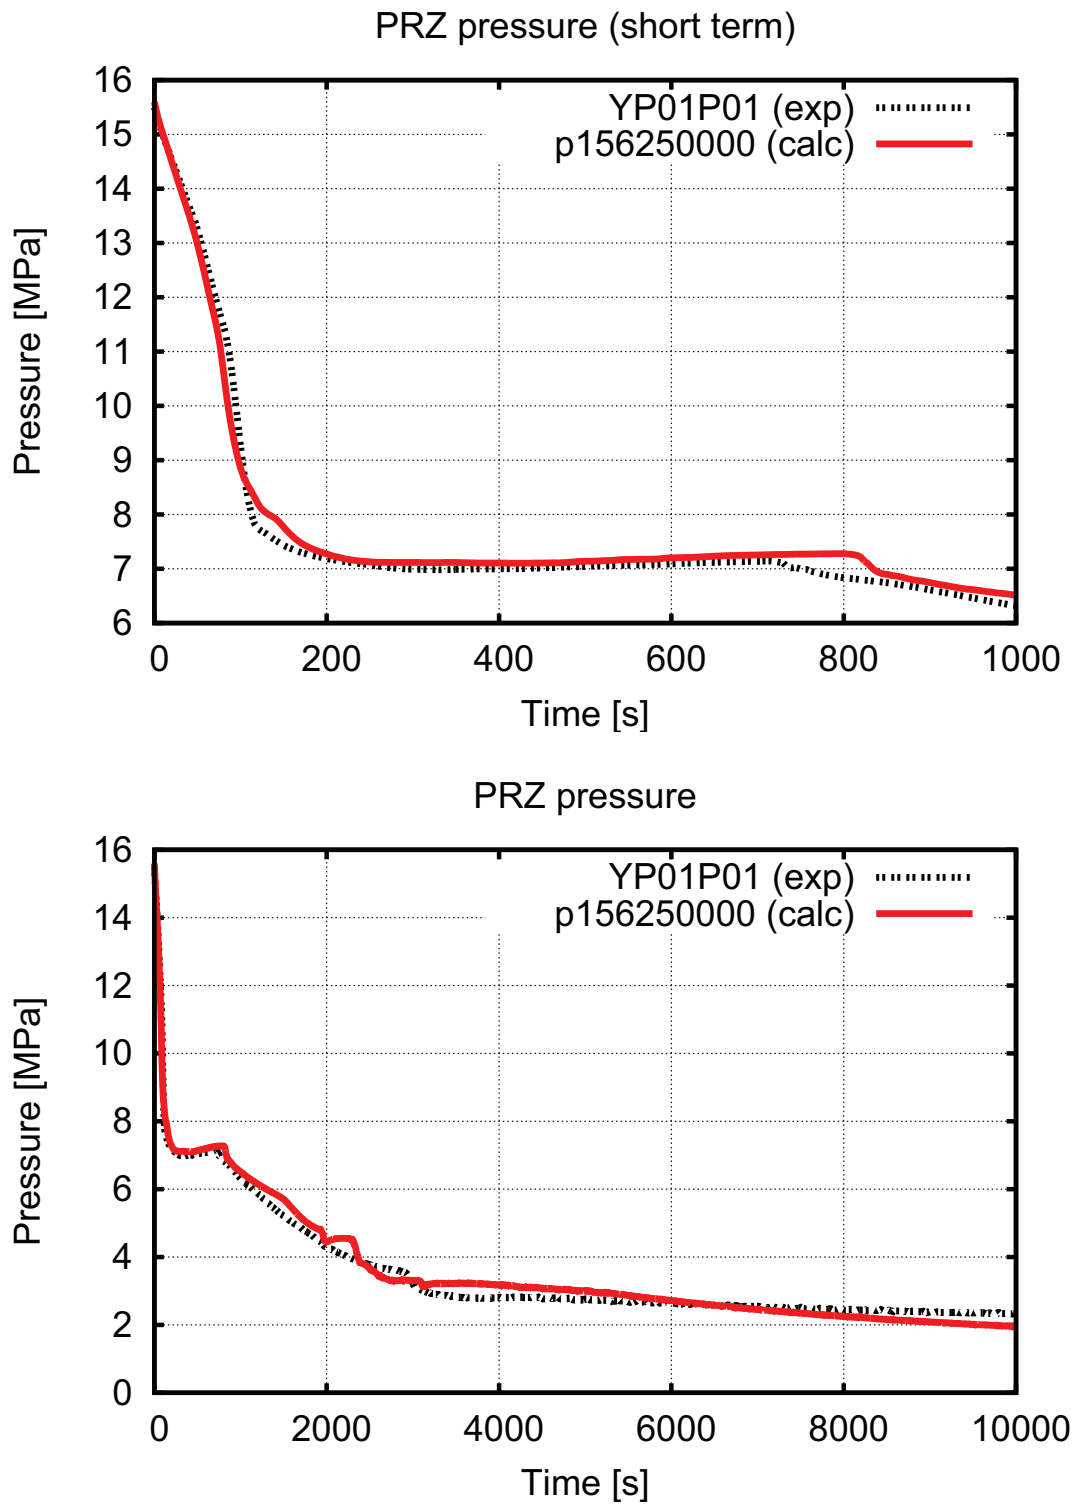 PRZ pressure (short term)
16
15
14
13
12
11
10
9
8
7
6
Pressure [MPa]
YP01P01 (exp)
p156250000 (calc)
0 200 400 600 800 1000
Time [s]
PRZ pressure
16
14
12
10
8
6
4
2
0
Pressure [MPa]
YP01P01 (exp)
p156250000 (calc)
0 2000 4000 6000 8000 10000
Time [s]